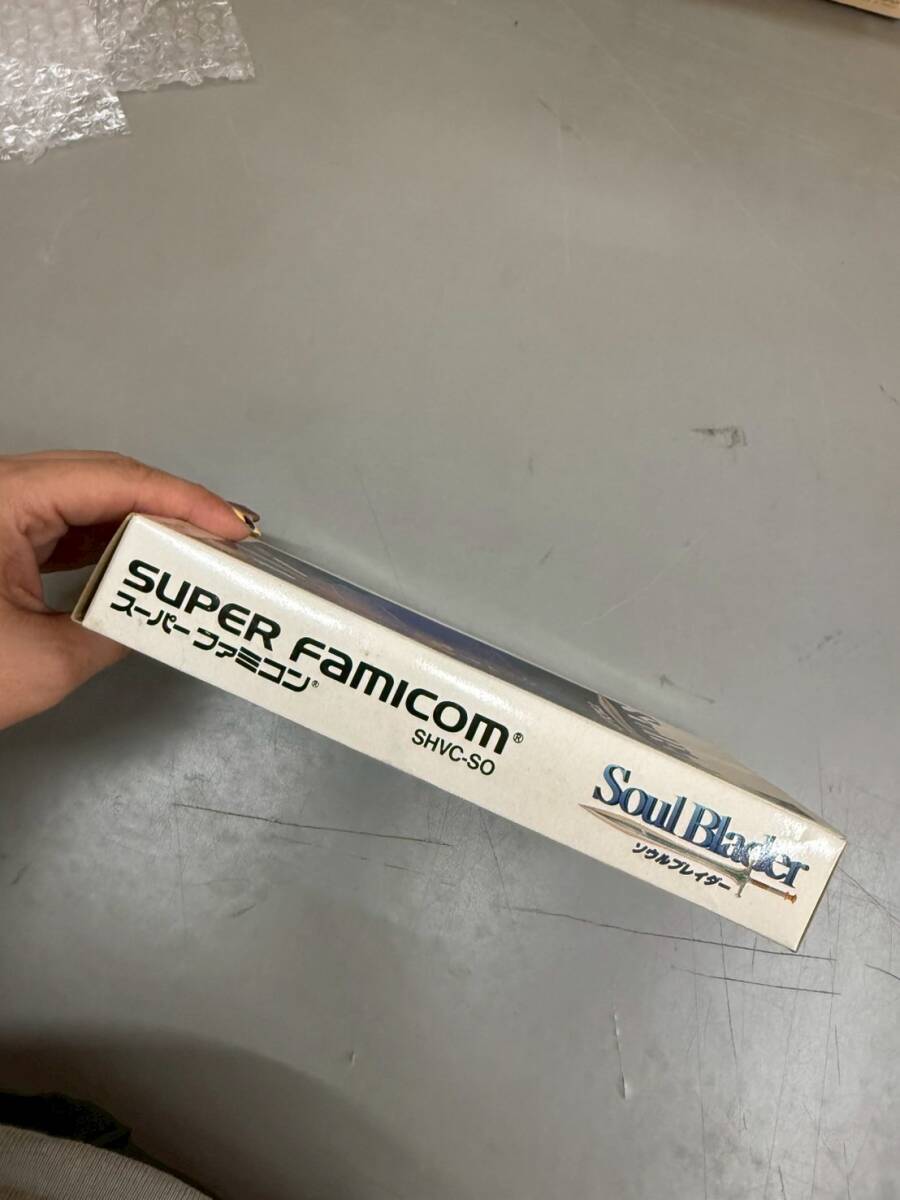 SUPER FAMICOM®
スーパーファミコン®
SHVC-SO
Soul Blader
ソウルブレイダー